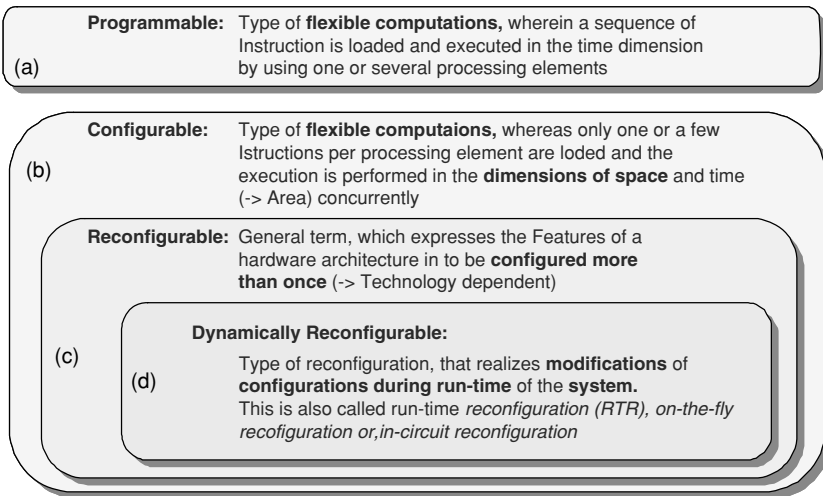 Programmable: Type of flexible computations, wherein a sequence of
Instruction is loaded and executed in the time dimension
(a) by using one or several processing elements
Configurable: Type of flexible computaions, whereas only one or a few
(b) Istructions per processing element are loded and the
execution is performed in the dimensions of space and time
(-> Area) concurrently
Reconfigurable: General term, which expresses the Features of a
hardware architecture in to be configured more
than once (-> Technology dependent)
Dynamically Reconfigurable:
(c) Type of reconfiguration, that realizes modifications of
(d) configurations during run-time of the system.
This is also called run-time reconfiguration (RTR), on-the-fly
recofiguration or,in-circuit reconfiguration